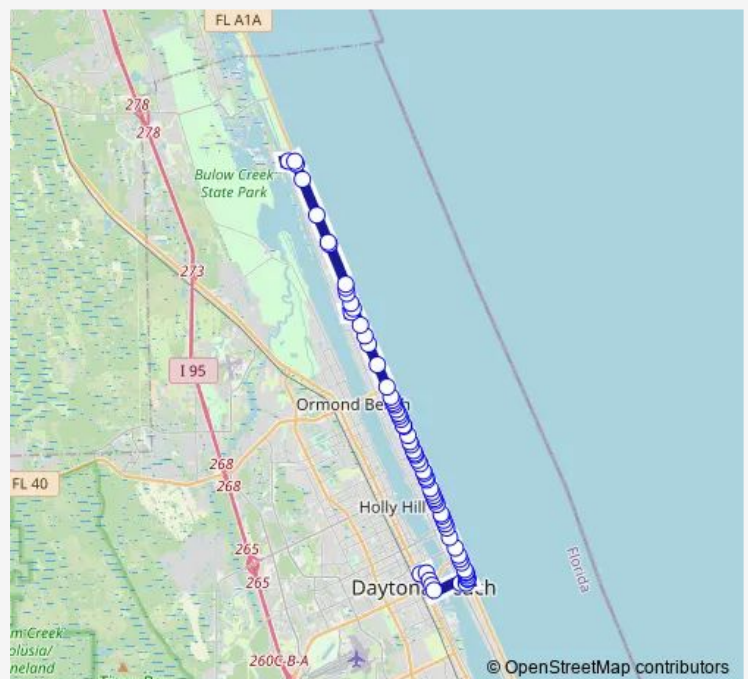 FL A1A
278
278
Bulow Creek
State Park
273
I 95
Ormond Be
h
268
FL 40
268
Holly Hill
265
265
Florida
Dayton
ch
m Creek
olusia/
neland
260C-B-A
© OpenStreetMap contributors